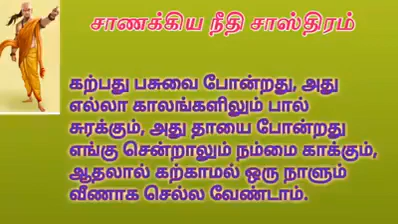 சாணக்கிய நீதி சாஸ்திரம்
கற்பது பசுவை போன்றது, அது
எல்லா காலங்களிலும் பால்
சுரக்கும், அது தாயை போன்றது
எங்கு சென்றாலும் நம்மை காக்கும்,
ஆதலால் கற்காமல் ஒரு நாளும்
வீணாக செல்ல வேண்டாம்.